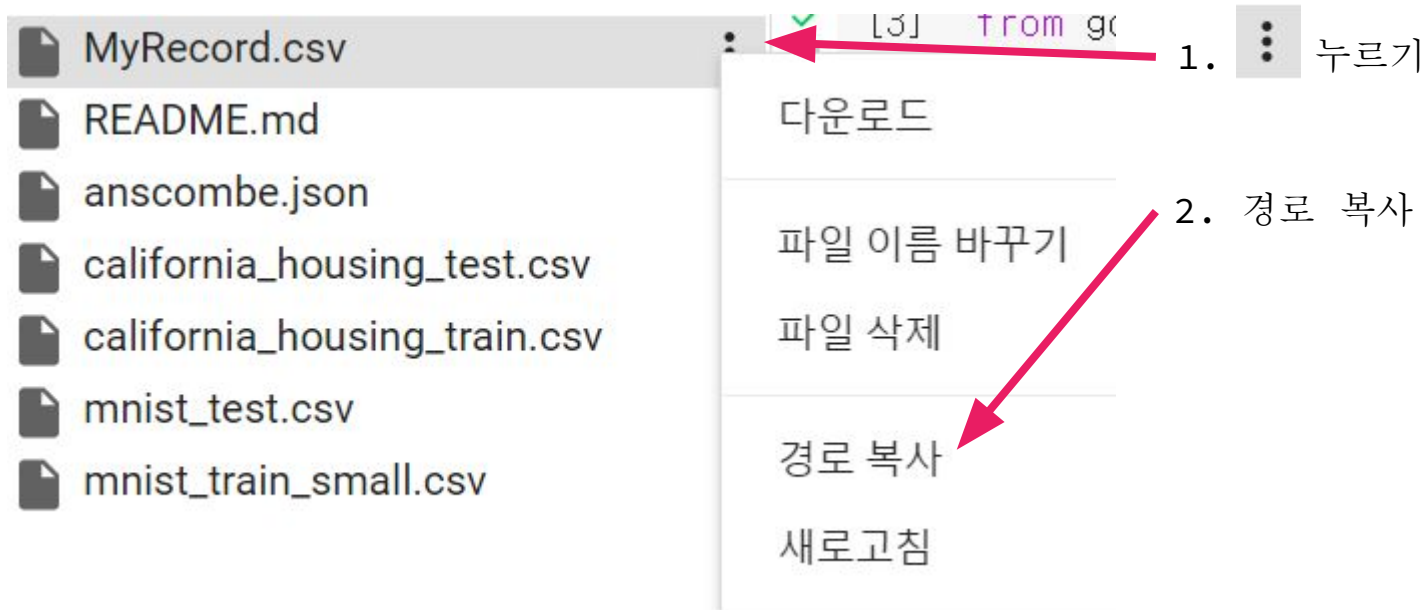 MyRecord.csv
README.md
anscombe.json
california_housing_test.csv
california_housing_train.csv
mnist_test.csv
mnist_train_small.csv
[3] from
다운로드
파일 이름 바꾸기
파일 삭제
경로 복사
새로고침
1. ⋮ 누르기
2. 경로 복사